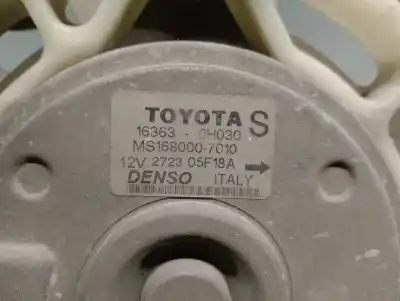 TOYOTA S
16363 - 0H030
MS168000-7010
12V 2723 05F18A
DENSO ITALY